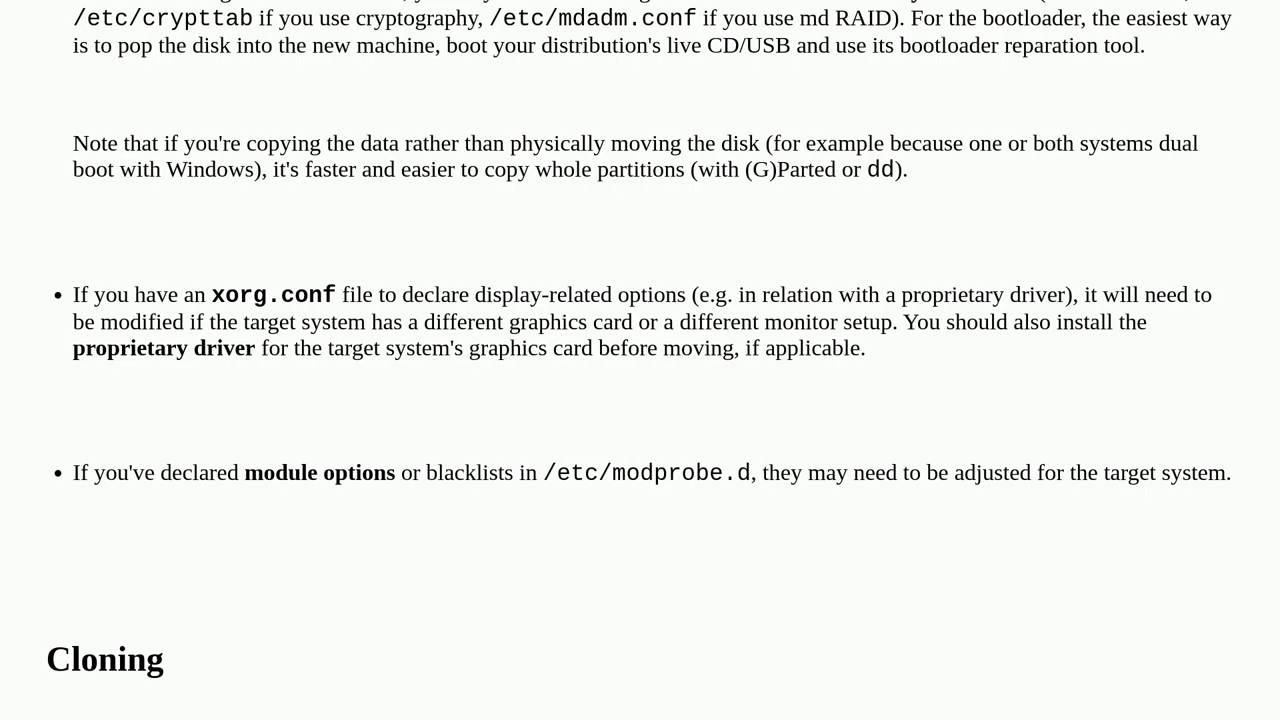 /etc/crypttab if you use cryptography, /etc/mdadm.conf if you use md RAID). For the bootloader, the easiest way
is to pop the disk into the new machine, boot your distribution's live CD/USB and use its bootloader reparation tool.
Note that if you're copying the data rather than physically moving the disk (for example because one or both systems dual
boot with Windows), it's faster and easier to copy whole partitions (with (G)Parted or dd).
• If you have an xorg.conf file to declare display-related options (e.g. in relation with a proprietary driver), it will need to
be modified if the target system has a different graphics card or a different monitor setup. You should also install the
proprietary driver for the target system's graphics card before moving, if applicable.
• If you've declared module options or blacklists in /etc/modprobe.d, they may need to be adjusted for the target system.
Cloning